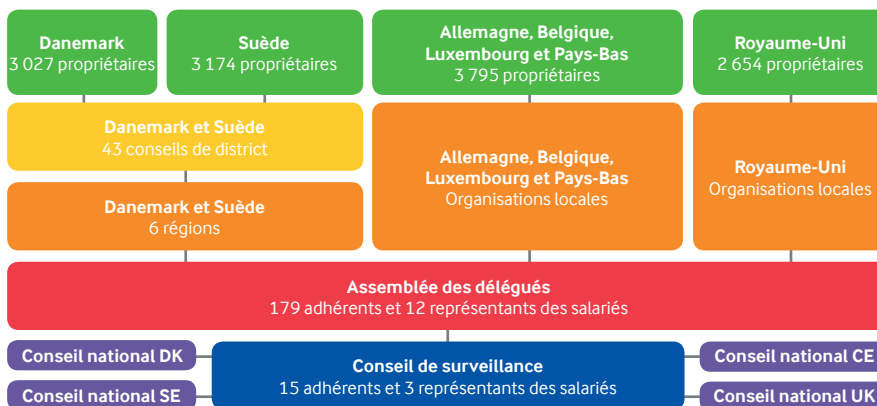 Danemark
3 027 propriétaires
Suède
3 174 propriétaires
Allemagne, Belgique,
Luxembourg et Pays-Bas
3 795 propriétaires
Royaume-Uni
2 654 propriétaires
Danemark et Suède
43 conseils de district
Allemagne, Belgique,
Luxembourg et Pays-Bas
Organisations locales
Royaume-Uni
Organisations locales
Danemark et Suède
6 régions
Assemblée des délégués
179 adhérents et 12 représentants des salariés
Conseil national DK
Conseil national SE
Conseil de surveillance
15 adhérents et 3 représentants des salariés
Conseil national CE
Conseil national UK